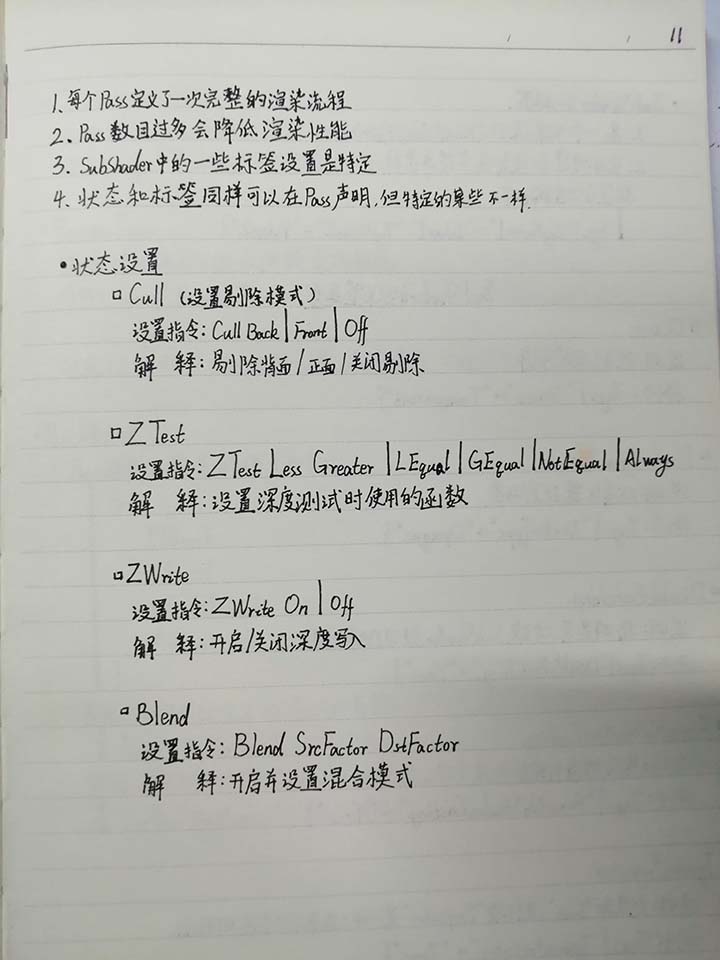 11
1、每个Pass定义了一次完整的渲染流程
2、Pass数目过多会降低渲染性能
3、SubShader中的一些标签设置是特定
4、状态和标签同样可以在Pass声明,但特定的某些不一样.
•状态设置
□ Cull (设置剔除模式)
设置指令: Cull Back | Front | Off
解 释: 剔除背面/正面/关闭剔除
□ ZTest
设置指令: ZTest Less Greater | LEqual | GEqual | NotEqual | Always
解 释: 设置深度测试时使用的函数
□ ZWrite
设置指令: ZWrite On | Off
解 释: 开启/关闭深度写入
□ Blend
设置指令: Blend SrcFactor DstFactor
解 释: 开启并设置混合模式